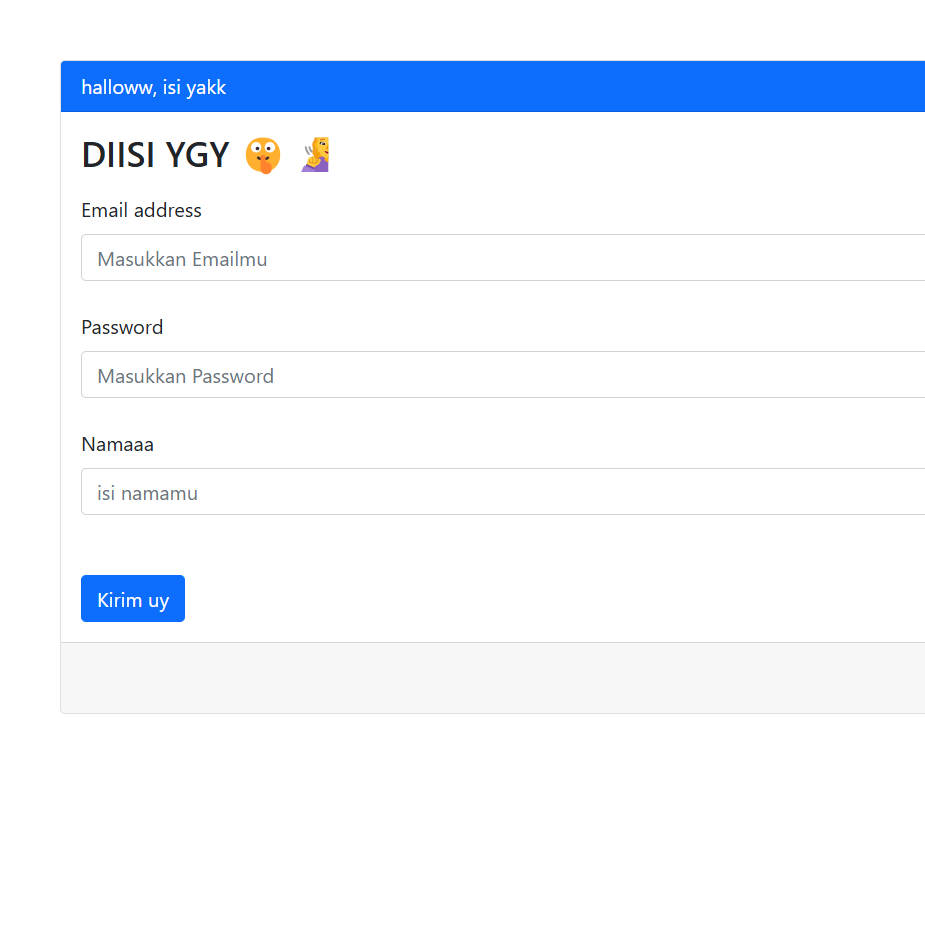 halloww, isi yakk
DIISI YGY 🤪 🤦‍♀️
Email address
Masukkan Emailmu
Password
Masukkan Password
Namaaa
isi namamu
Kirim uy